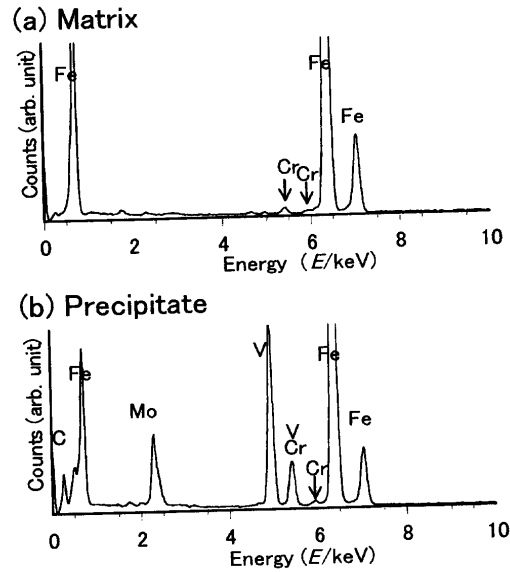 (a) Matrix
Counts (arb. unit)
Fe
Fe
Fe
Cr Cr
0 2 4 6 8 10
Energy (E/keV)
(b) Precipitate
Counts (arb. unit)
C
Fe
Mo
V
V
Cr
Cr
Fe
Fe
0 2 4 6 8 10
Energy (E/keV)